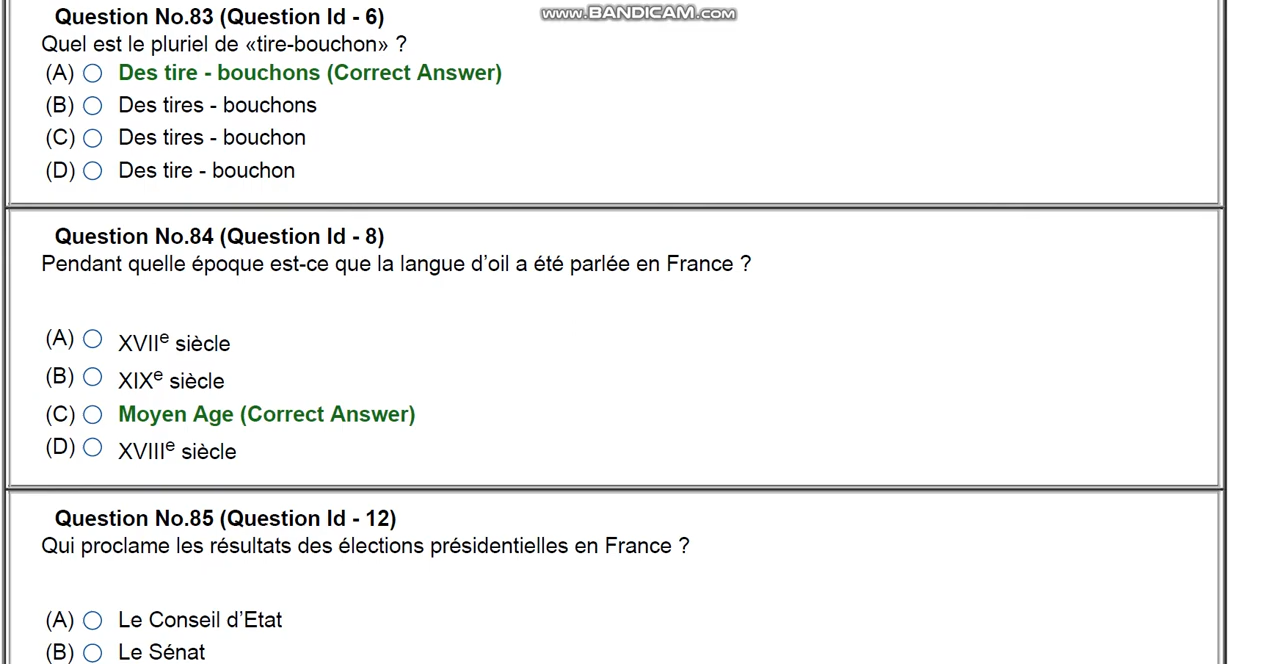 Question No.83 (Question Id - 6)
www.BANDICAM.com
Quel est le pluriel de «tire-bouchon» ?
(A) Des tire - bouchons (Correct Answer)
(B) Des tires - bouchons
(C) Des tires - bouchon
(D) Des tire - bouchon
Question No.84 (Question Id - 8)
Pendant quelle époque est-ce que la langue d’oil a été parlée en France ?
(A) XVIIe siècle
(B) XIXe siècle
(C) Moyen Age (Correct Answer)
(D) XVIIIe siècle
Question No.85 (Question Id - 12)
Qui proclame les résultats des élections présidentielles en France ?
(A) Le Conseil d’Etat
(B) Le Sénat